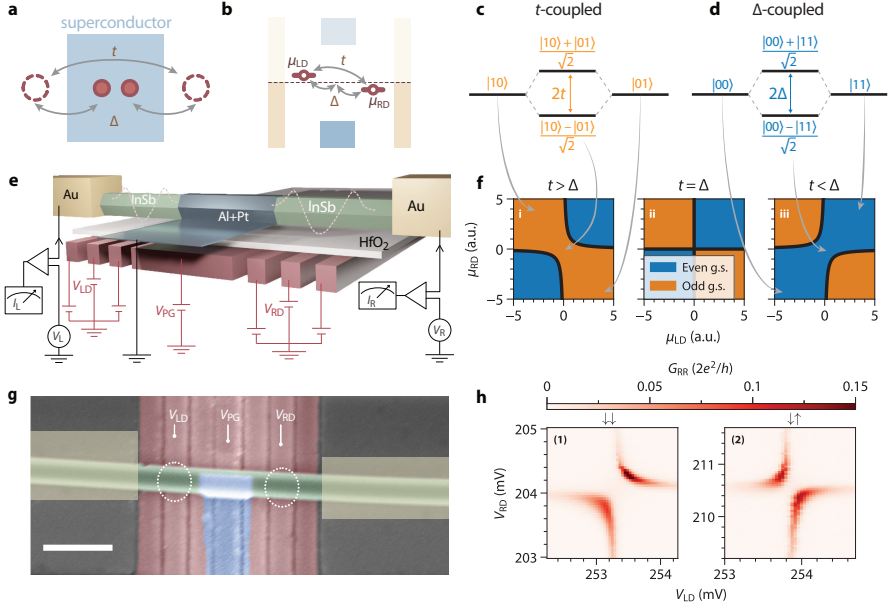 a
superconductor
t
Δ
b
μLD
t
Δ
μRD
c
t-coupled
|10⟩ + |01⟩
√2
|10⟩
2t
|01⟩
|10⟩ − |01⟩
√2
d
Δ-coupled
|00⟩ + |11⟩
√2
|00⟩
2Δ
|11⟩
|00⟩ − |11⟩
√2
e
Au
InSb
Al+Pt
InSb
Au
HfO2
IL
VLD
VL
VPG
VRD
IR
VR
f
t > Δ
t = Δ
t < Δ
μRD (a.u.)
5
0
−5
i
ii
iii
Even g.s.
Odd g.s.
−5 0 5
−5 0 5
μLD (a.u.)
g
VLD
VPG
VRD
h
GRR (2e²/h)
0 0.05 0.1 0.15
↓↓
↓↑
VRD (mV)
205
204
203
(1)
253 254
211
210
(2)
253 254
VLD (mV)